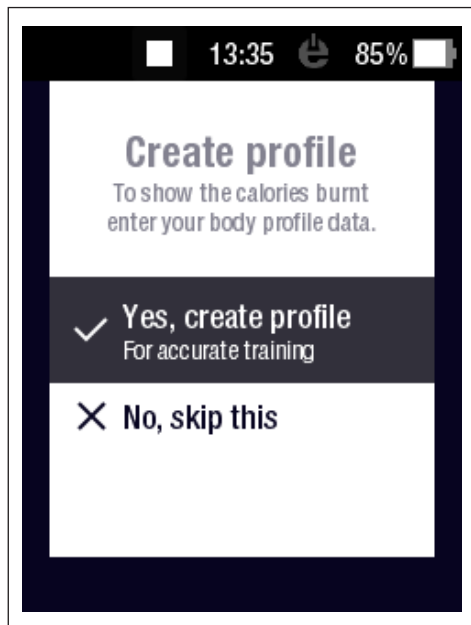 13:35 85%
Create profile
To show the calories burnt
enter your body profile data.
Yes, create profile
For accurate training
No, skip this